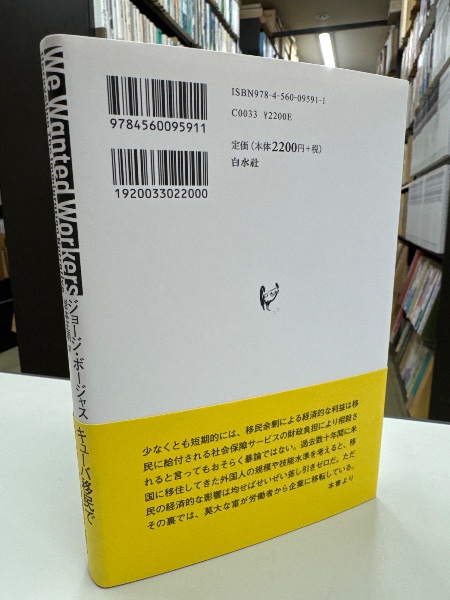 We Wanted Workers
ジョージ・ボージャス
キューバ移民で
ISBN978-4-560-09591-1
C0033 ¥2200E
定価(本体2200円+税)
白水社
9784560095911
1920033022000
少なくとも短期的には、移民余剰による経済的な利益は移
民に給付される社会保障サービスの財政負担により相殺さ
れると言ってもおそらく暴論ではない。過去数十年間に米
国に移住してきた外国人の規模や技能水準を考えると、移
民の経済的な影響は均せばせいぜい差し引きゼロだ。ただ
その裏では、莫大な富が労働者から企業に移転している。
本書より